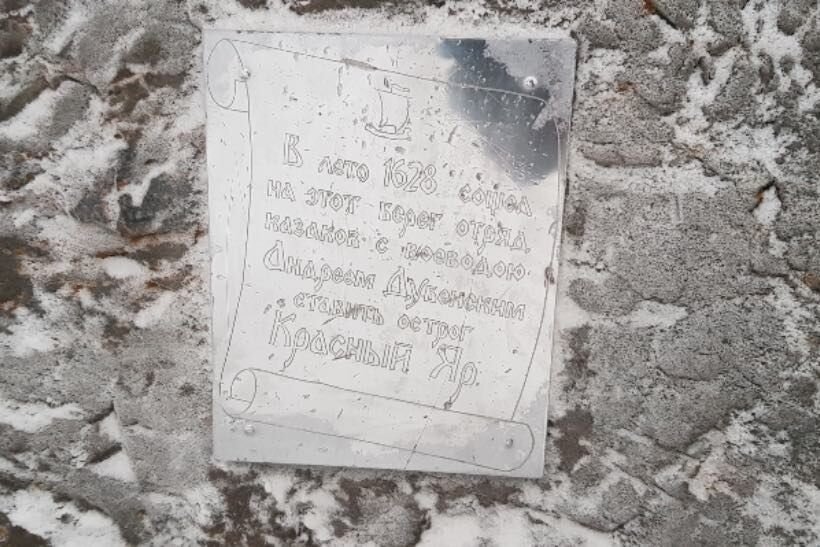 В лето 1628 сошел
на этот берег отряд
казаков с воеводою
Андреем Дубенским
ставить острог
Красный Яр